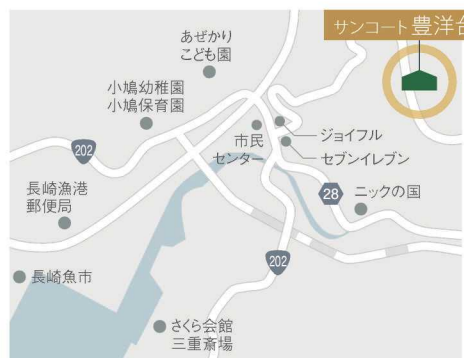 サンコート豊洋台
あぜかり
こども園
小鳩幼稚園
小鳩保育園
市民
センター
ジョイフル
セブンイレブン
202
28
ニックの国
長崎漁港
郵便局
202
長崎魚市
さくら会館
三重斎場